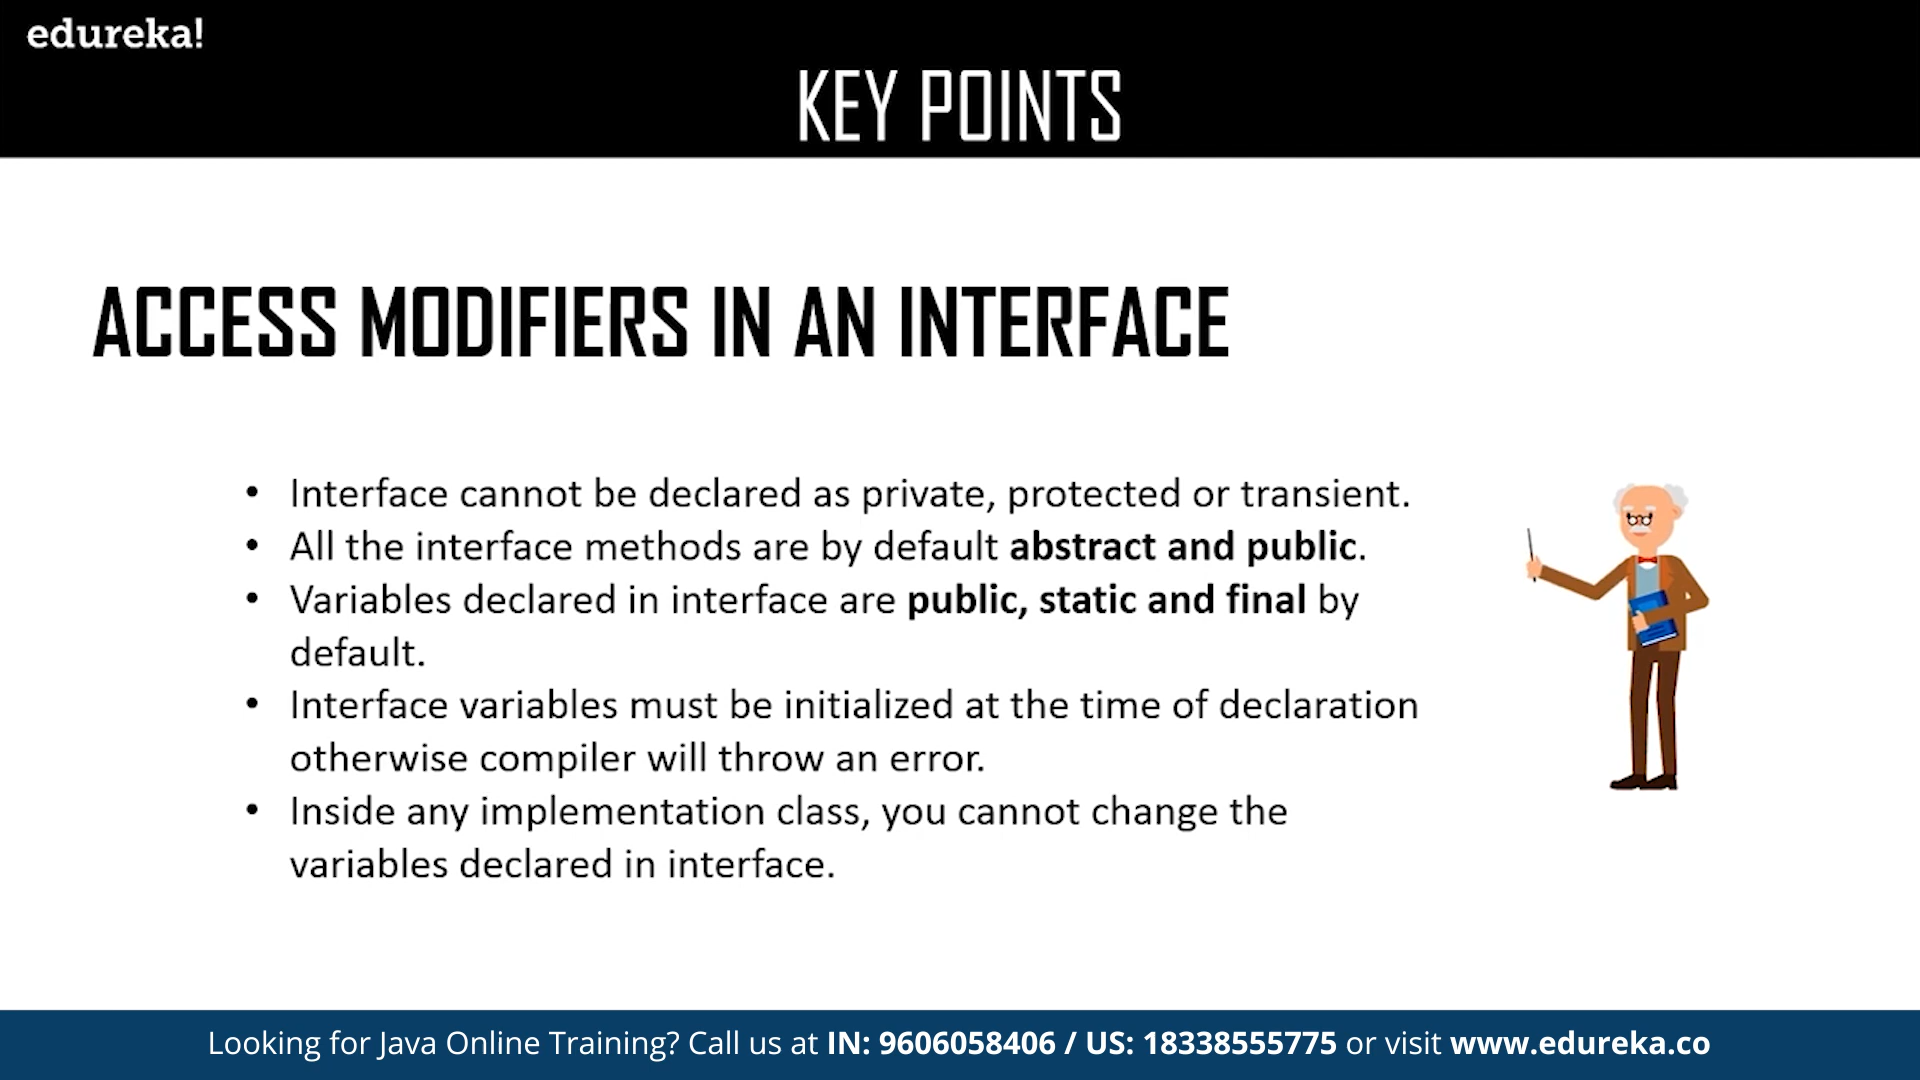 edureka!
KEY POINTS
ACCESS MODIFIERS IN AN INTERFACE
• Interface cannot be declared as private, protected or transient.
• All the interface methods are by default abstract and public.
• Variables declared in interface are public, static and final by
default.
• Interface variables must be initialized at the time of declaration
otherwise compiler will throw an error.
• Inside any implementation class, you cannot change the
variables declared in interface.
Looking for Java Online Training? Call us at IN: 9606058406 / US: 18338555775 or visit www.edureka.co